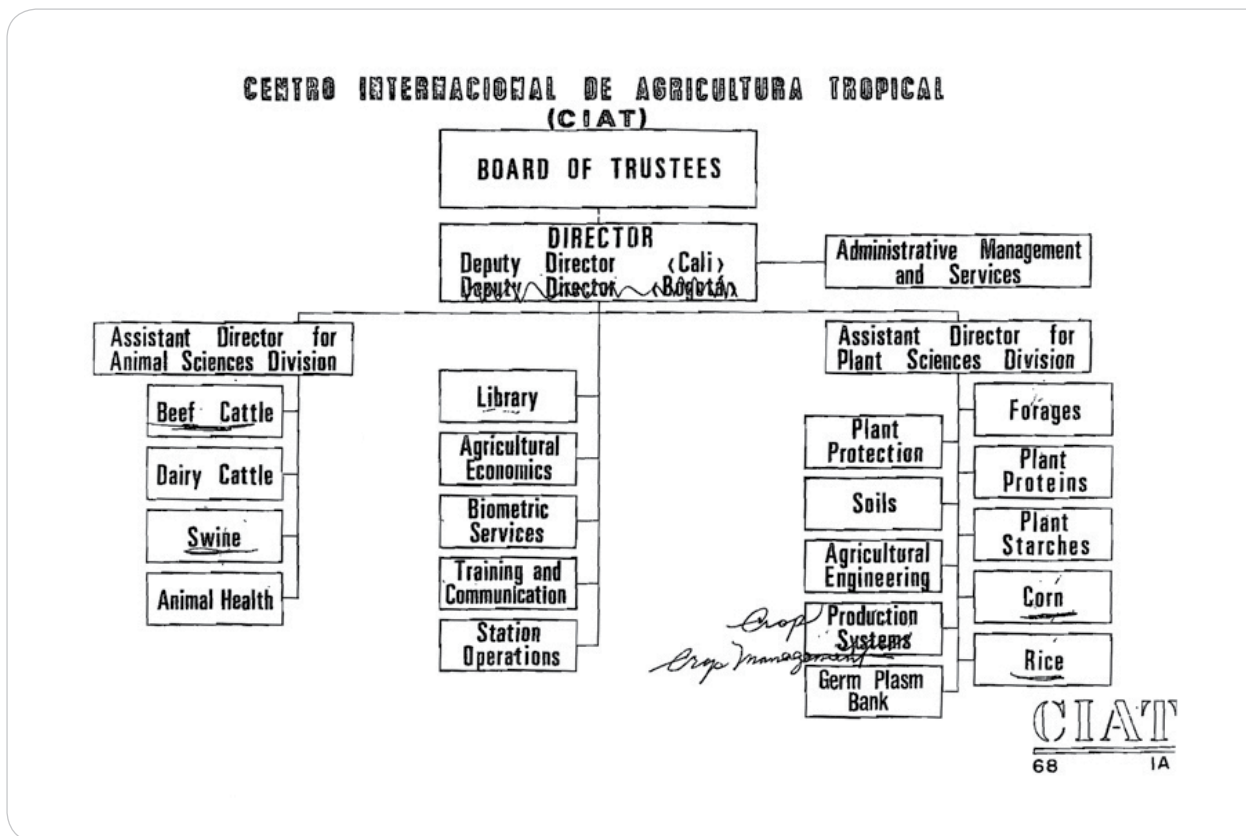 CENTRO INTERNACIONAL DE AGRICULTURA TROPICAL
(CIAT)
BOARD OF TRUSTEES
DIRECTOR
Deputy Director (Cali)
Deputy Director (Bogotá)
Administrative Management
and Services
Assistant Director for
Animal Sciences Division
Beef Cattle
Dairy Cattle
Swine
Animal Health
Library
Agricultural
Economics
Biometric
Services
Training and
Communication
Station
Operations
Assistant Director for
Plant Sciences Division
Plant
Protection
Soils
Agricultural
Engineering
Crop
Production
Systems
Crop Management
Germ Plasm
Bank
Forages
Plant
Proteins
Plant
Starches
Corn
Rice
CIAT
68 1A